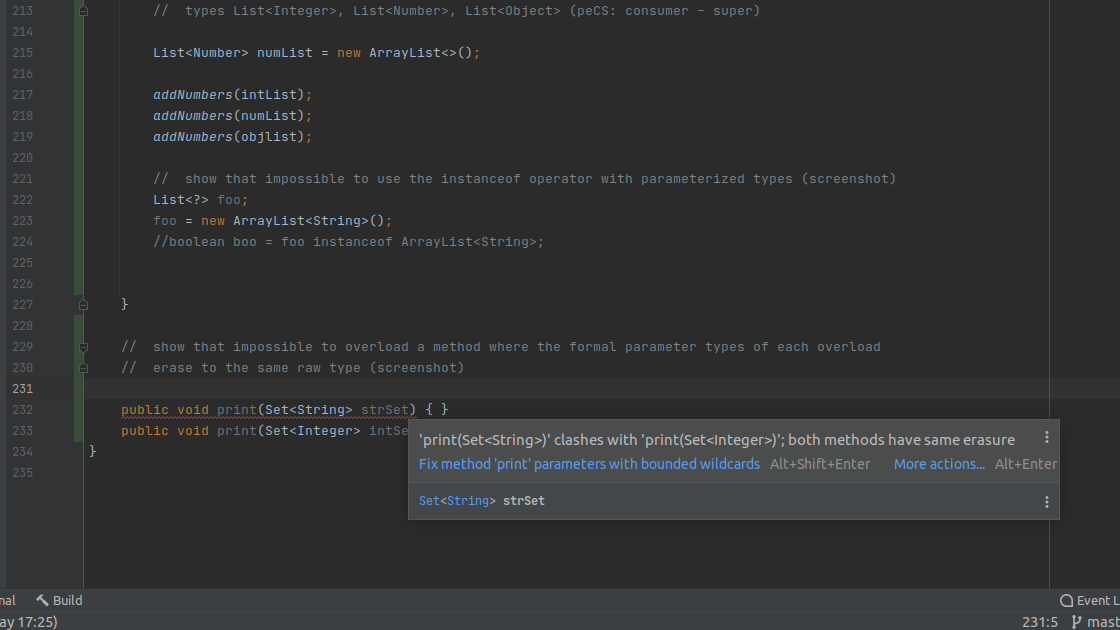 213 //  types List<Integer>, List<Number>, List<Object> (peCS: consumer - super)
214
215 List<Number> numList = new ArrayList<>();
216
217 addNumbers(intList);
218 addNumbers(numList);
219 addNumbers(objlist);
220
221 //  show that impossible to use the instanceof operator with parameterized types (screenshot)
222 List<?> foo;
223 foo = new ArrayList<String>();
224 //boolean boo = foo instanceof ArrayList<String>;
225
226
227 }
228
229 //  show that impossible to overload a method where the formal parameter types of each overload
230 //  erase to the same raw type (screenshot)
231
232 public void print(Set<String> strSet) { }
233 public void print(Set<Integer> intSe
234 }
235
'print(Set<String>)' clashes with 'print(Set<Integer>)'; both methods have same erasure
Fix method 'print' parameters with bounded wildcards Alt+Shift+Enter More actions... Alt+Enter
Set<String> strSet
nal Build Event L
ay 17:25) 231:5 mast